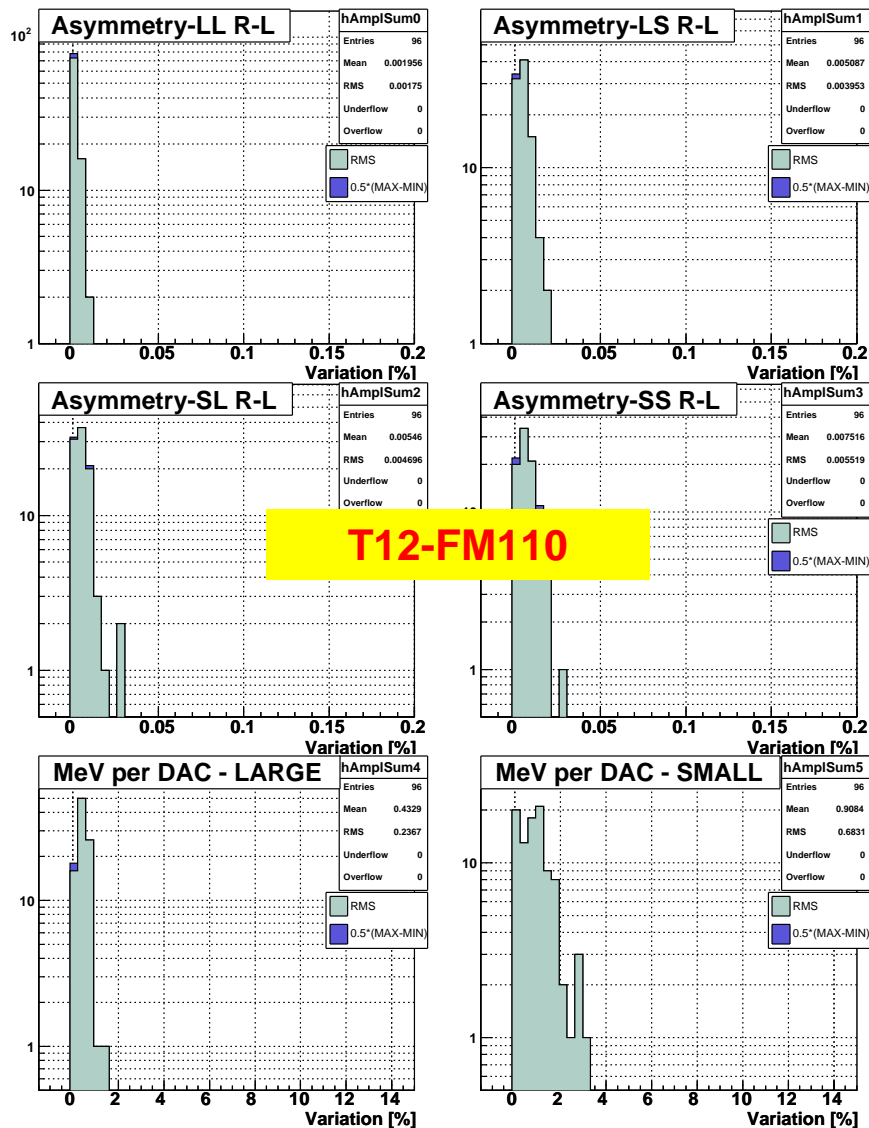 Asymmetry-LL R-L
hAmplSum0
Entries 96
Mean 0.001956
RMS 0.00175
Underflow 0
Overflow 0
RMS
0.5*(MAX-MIN)
10²
10
1
0 0.05 0.1 0.15 0.2
Variation [%]
Asymmetry-LS R-L
hAmplSum1
Entries 96
Mean 0.005087
RMS 0.003953
Underflow 0
Overflow 0
RMS
0.5*(MAX-MIN)
10
1
0 0.05 0.1 0.15 0.2
Variation [%]
Asymmetry-SL R-L
hAmplSum2
Entries 96
Mean 0.00546
RMS 0.004696
Underflow 0
Overflow 0
10
1
0 0.05 0.1 0.15 0.2
Variation [%]
Asymmetry-SS R-L
hAmplSum3
Entries 96
Mean 0.007516
RMS 0.005519
Underflow 0
Overflow 0
RMS
0.5*(MAX-MIN)
1
0 0.05 0.1 0.15 0.2
Variation [%]
T12-FM110
MeV per DAC - LARGE
hAmplSum4
Entries 96
Mean 0.4329
RMS 0.2367
Underflow 0
Overflow 0
RMS
0.5*(MAX-MIN)
10
1
0 2 4 6 8 10 12 14
Variation [%]
MeV per DAC - SMALL
hAmplSum5
Entries 96
Mean 0.9084
RMS 0.6831
Underflow 0
Overflow 0
RMS
0.5*(MAX-MIN)
10
1
0 2 4 6 8 10 12 14
Variation [%]